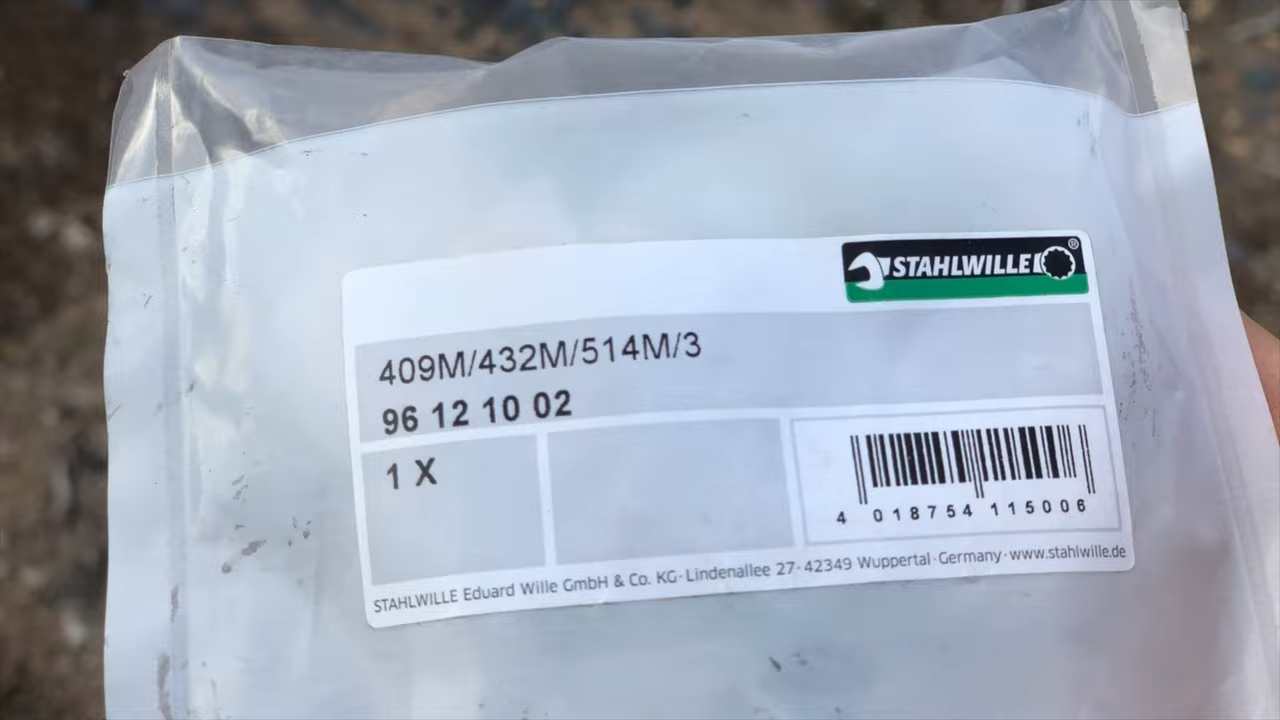 STAHLWILLE®
409M/432M/514M/3
96 12 10 02
1 X
4 018754 115006
STAHLWILLE Eduard Wille GmbH & Co. KG · Lindenallee 27 · 42349 Wuppertal · Germany · www.stahlwille.de